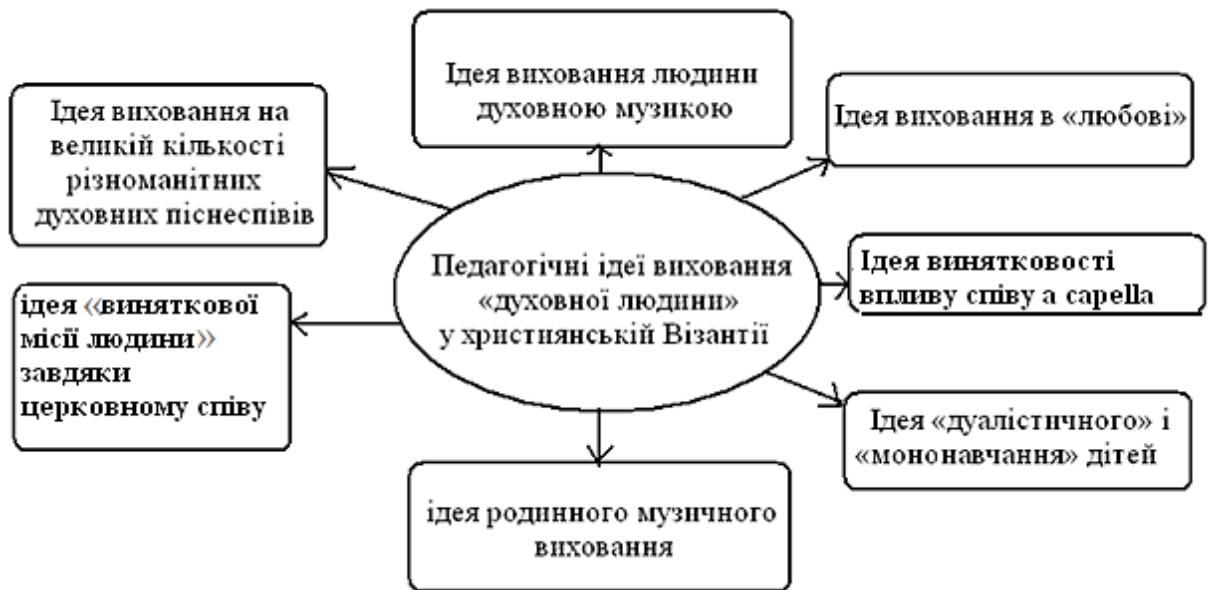 Ідея виховання людини
духовною музикою
Ідея виховання на
великій кількості
різноманітних
духовних піснеспівів
Ідея виховання в «любові»
Педагогічні ідеї виховання
«духовної людини»
у християнській Візантії
Ідея винятковості
впливу співу a capella
ідея «виняткової
місії людини»
завдяки
церковному співу
Ідея «дуалістичного» і
«мононавчання» дітей
ідея родинного музичного
виховання